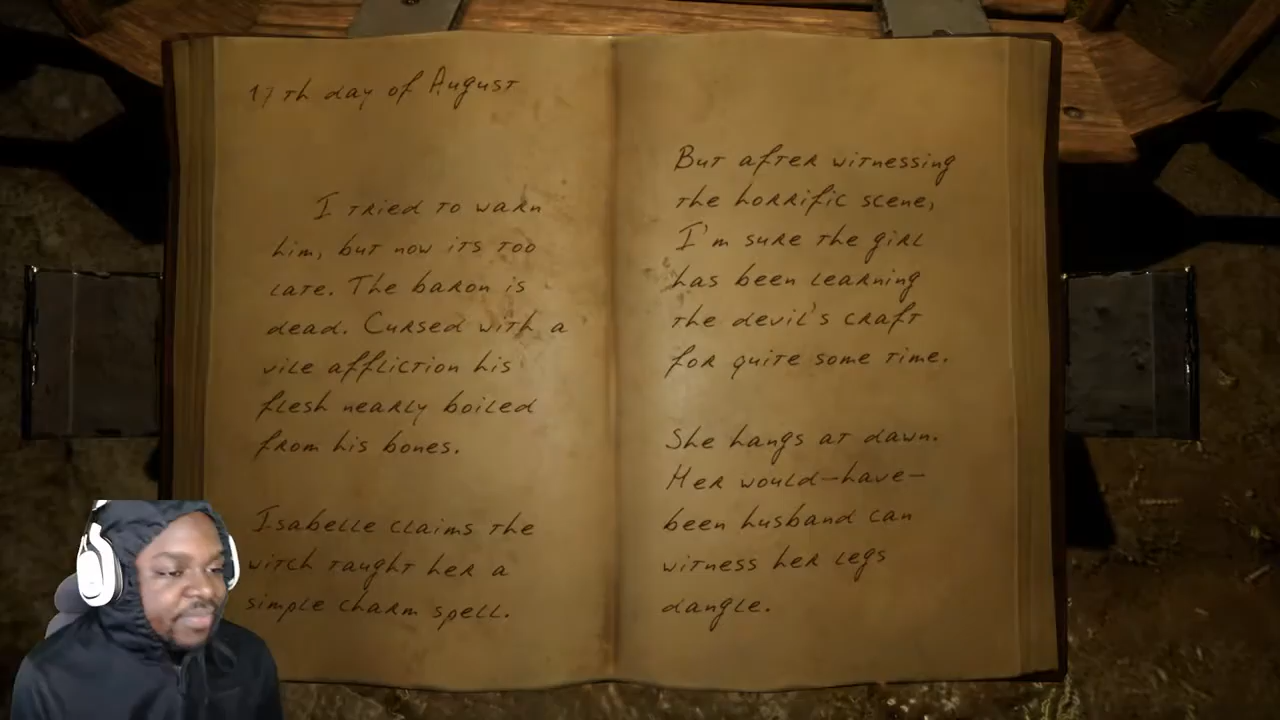 17th day of August
I tried to warn
him, but now its too
late. The baron is
dead. Cursed with a
vile affliction his
flesh nearly boiled
from his bones.
Isabelle claims the
witch taught her a
simple charm spell.
But after witnessing
the horrific scene,
I'm sure the girl
has been learning
the devil's craft
for quite some time.
She hangs at dawn.
Her would-have-
been husband can
witness her legs
dangle.